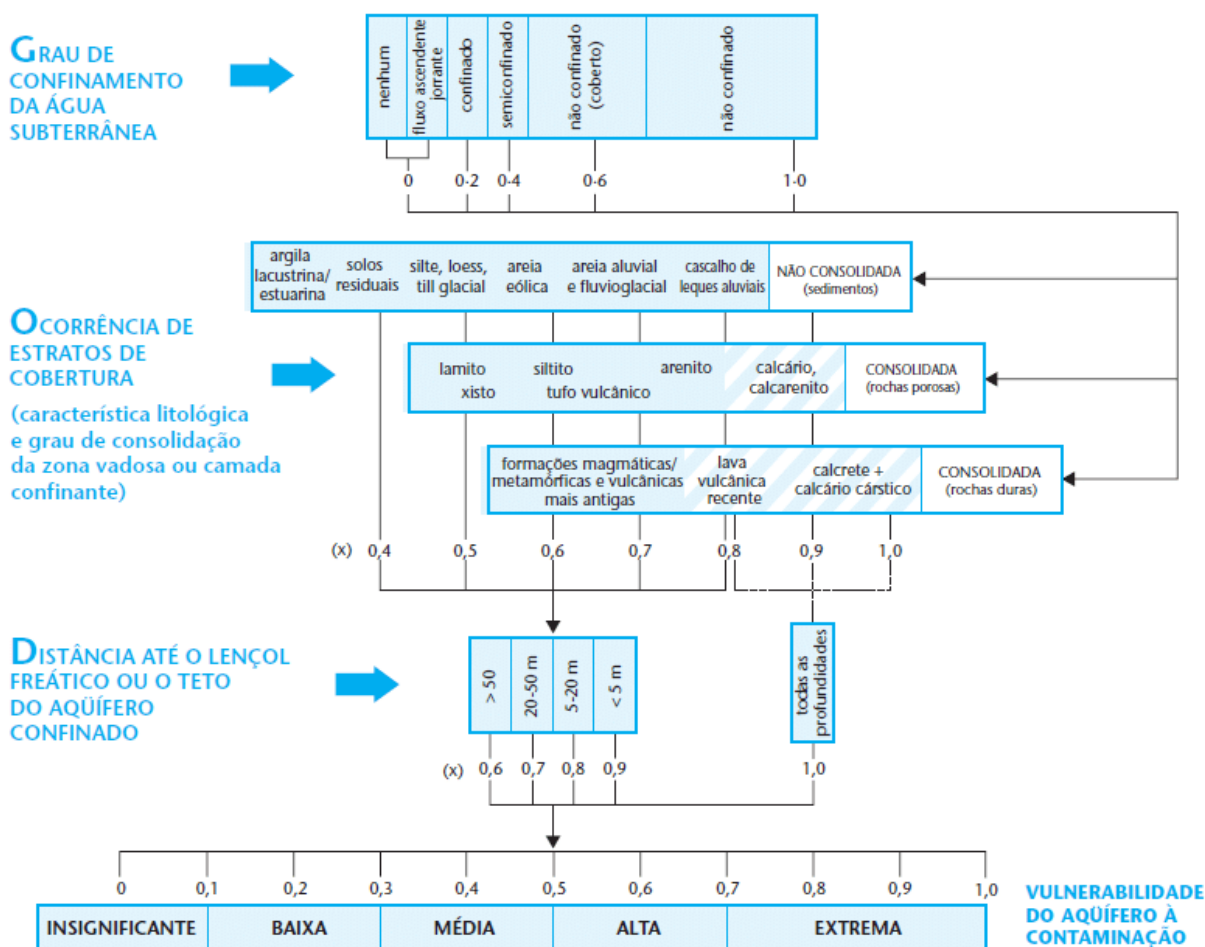 GRAU DE
CONFINAMENTO
DA ÁGUA
SUBTERRÂNEA
nenhum
fluxo ascendente
jorrante
confinado
semiconfinado
não confinado
(coberto)
não confinado
0
0·2
0·4
0·6
1·0
argila
lacustrina/
estuarina
solos
residuais
silte, loess,
till glacial
areia
eólica
areia aluvial
e fluvioglacial
cascalho de
leques aluviais
NÃO CONSOLIDADA
(sedimentos)
OCORRÊNCIA DE
ESTRATOS DE
COBERTURA
(característica litológica
e grau de consolidação
da zona vadosa ou camada
confinante)
lamito
xisto
siltito
tufo vulcânico
arenito
calcário,
calcarenito
CONSOLIDADA
(rochas porosas)
formações magmáticas/
metamórficas e vulcânicas
mais antigas
lava
vulcânica
recente
calcrete +
calcário cárstico
CONSOLIDADA
(rochas duras)
(x) 0,4 0,5 0,6 0,7 0,8 0,9 1,0
DISTÂNCIA ATÉ O LENÇOL
FREÁTICO OU O TETO
DO AQÜÍFERO
CONFINADO
> 50
20-50 m
5-20 m
< 5 m
todas as
profundidades
(x) 0,6 0,7 0,8 0,9 1,0
0 0,1 0,2 0,3 0,4 0,5 0,6 0,7 0,8 0,9 1,0
INSIGNIFICANTE BAIXA MÉDIA ALTA EXTREMA
VULNERABILIDADE
DO AQÜÍFERO À
CONTAMINAÇÃO